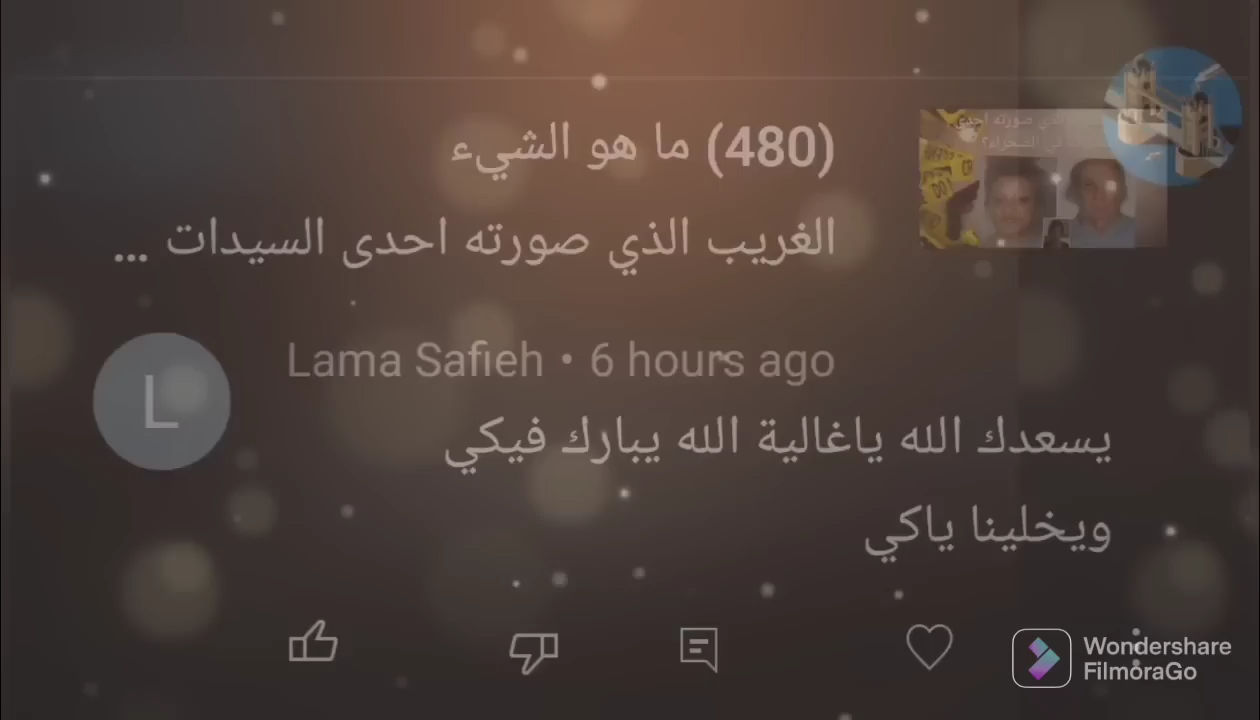 (480) ما هو الشيء
الغريب الذي صورته احدى السيدات ...
Lama Safieh • 6 hours ago
L
يسعدك الله ياغالية الله يبارك فيكي
ويخلينا ياكي
Wondershare
FilmoraGo